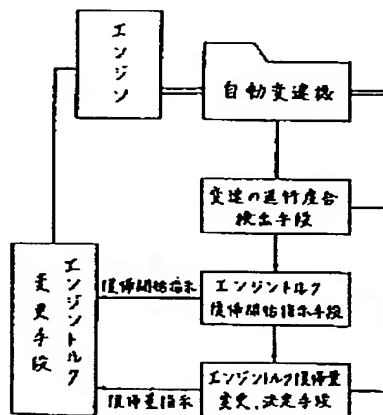 エンジン
自動変速機
変速の進行度合
検出手段
エンジントルク
変更手段
復帰開始指示
エンジントルク
復帰開始指示手段
復帰量指示
エンジントルク復帰量
変更、決定手段